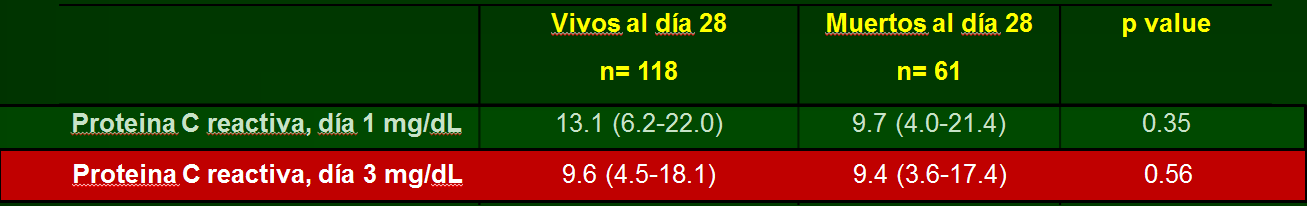 Vivos al día 28 Muertos al día 28 p value
n= 118 n= 61
Proteina C reactiva, día 1 mg/dL 13.1 (6.2-22.0) 9.7 (4.0-21.4) 0.35
Proteina C reactiva, día 3 mg/dL 9.6 (4.5-18.1) 9.4 (3.6-17.4) 0.56